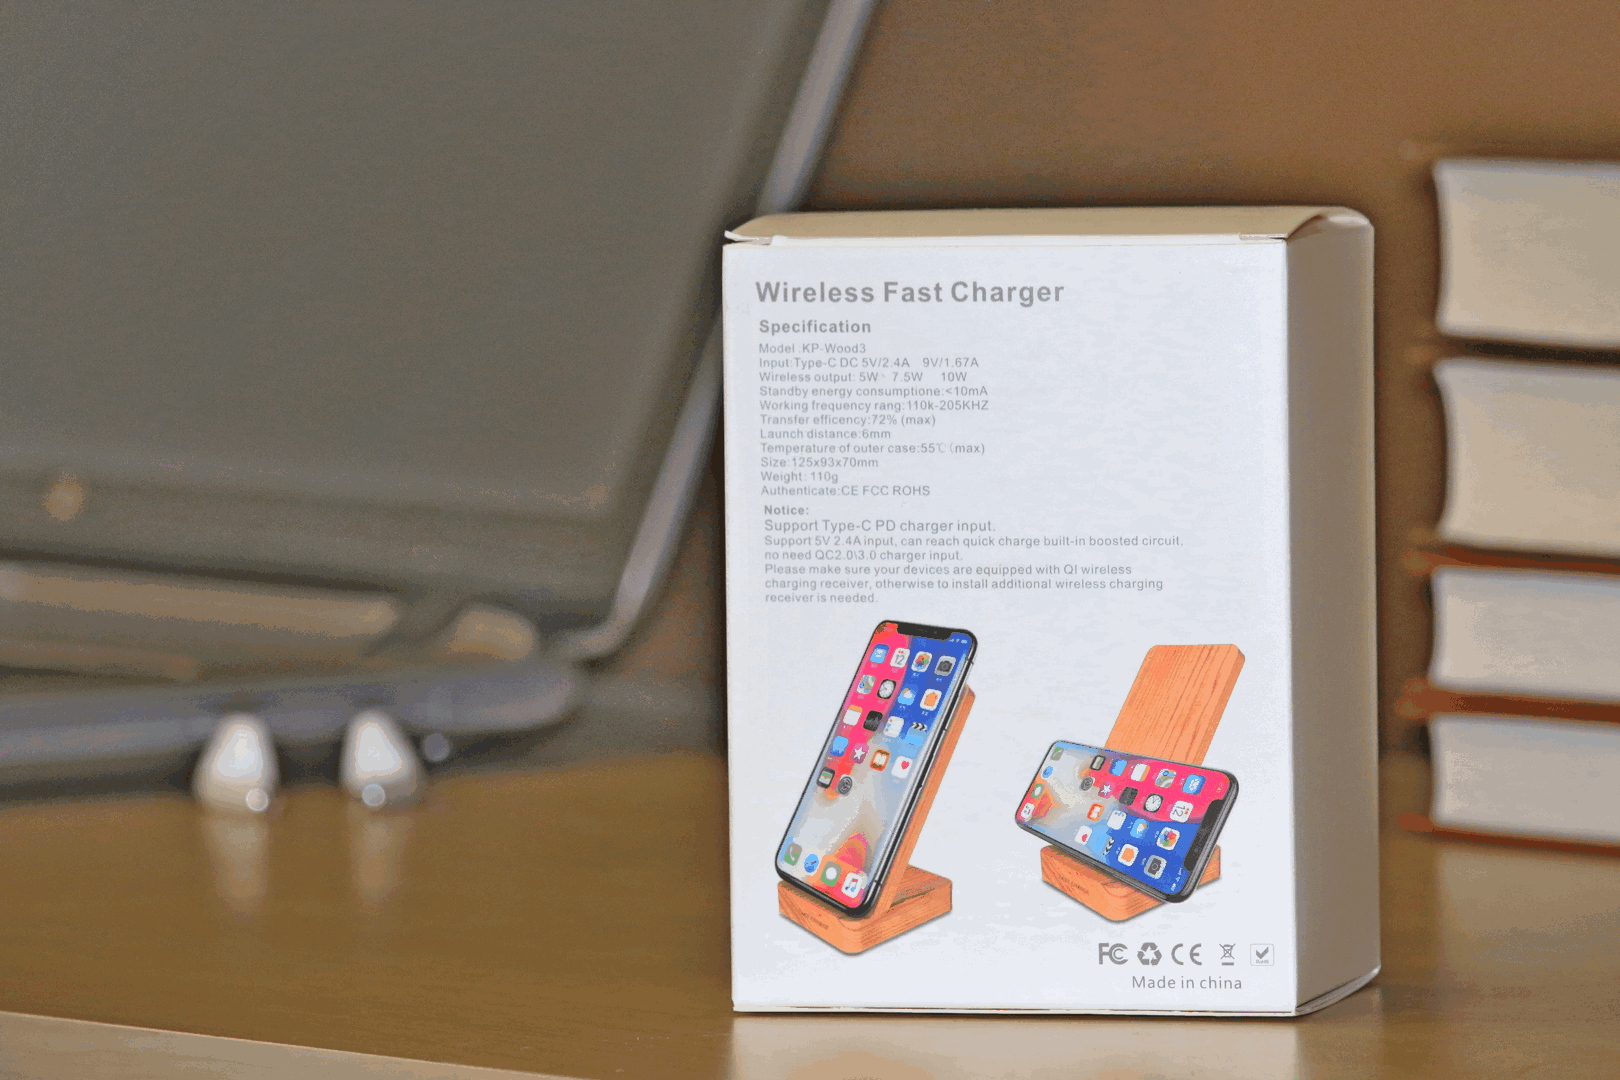 Wireless Fast Charger
Specification
Model :KP-Wood3
Input:Type-C DC 5V/2.4A 9V/1.67A
Wireless output: 5W、 7.5W 10W
Standby energy consumptione:<10mA
Working frequency rang:110k-205KHZ
Transfer efficency:72% (max)
Launch distance:6mm
Temperature of outer case:55℃ (max)
Size:125x93x70mm
Weight: 110g
Authenticate:CE FCC ROHS
Notice:
Support Type-C PD charger input.
Support 5V 2.4A input, can reach quick charge built-in boosted circuit,
no need QC2.0\3.0 charger input.
Please make sure your devices are equipped with QI wireless
charging receiver, otherwise to install additional wireless charging
receiver is needed.
12
12
FC CE RoHS
Made in china